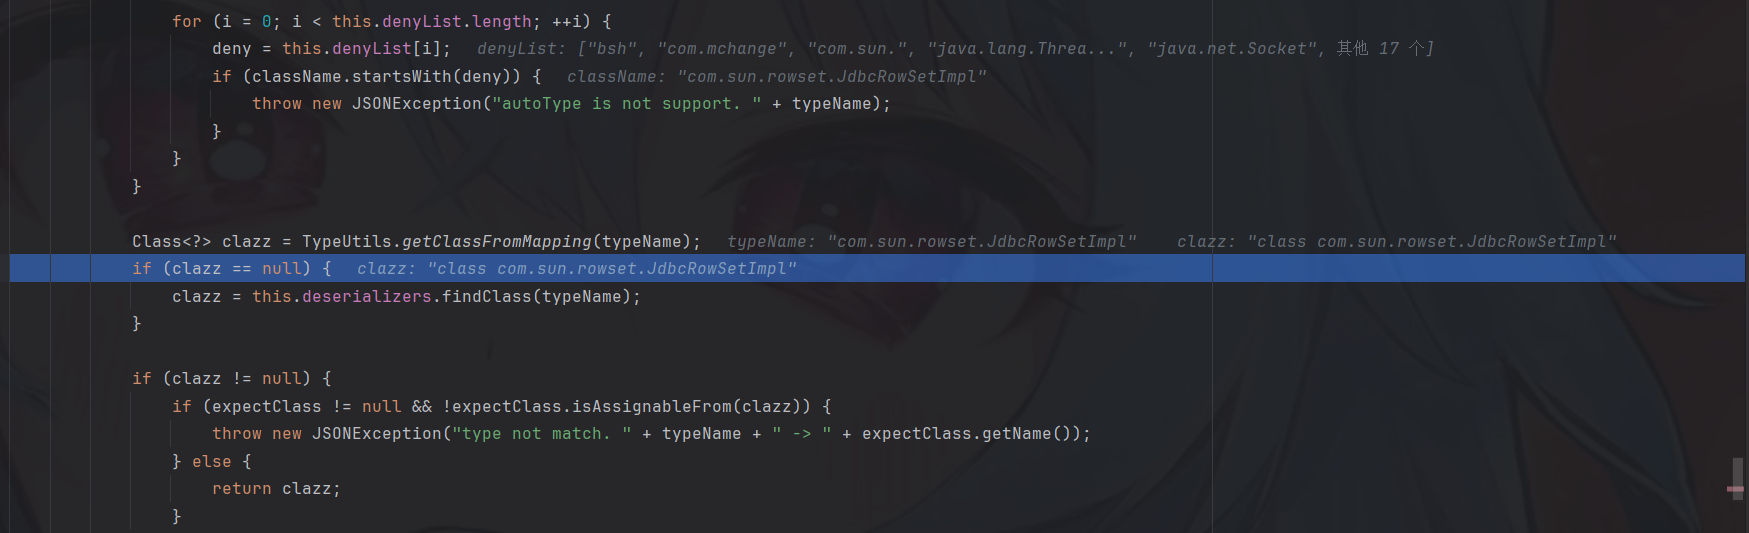 for (i = 0; i < this.denyList.length; ++i) {
deny = this.denyList[i]; denyList: ["bsh", "com.mchange", "com.sun.", "java.lang.Threa...", "java.net.Socket", 其他 17 个]
if (className.startsWith(deny)) { className: "com.sun.rowset.JdbcRowSetImpl"
throw new JSONException("autoType is not support. " + typeName);
}
}
}
Class<?> clazz = TypeUtils.getClassFromMapping(typeName); typeName: "com.sun.rowset.JdbcRowSetImpl" clazz: "class com.sun.rowset.JdbcRowSetImpl"
if (clazz == null) { clazz: "class com.sun.rowset.JdbcRowSetImpl"
clazz = this.deserializers.findClass(typeName);
}
if (clazz != null) {
if (expectClass != null && !expectClass.isAssignableFrom(clazz)) {
throw new JSONException("type not match. " + typeName + " -> " + expectClass.getName());
} else {
return clazz;
}